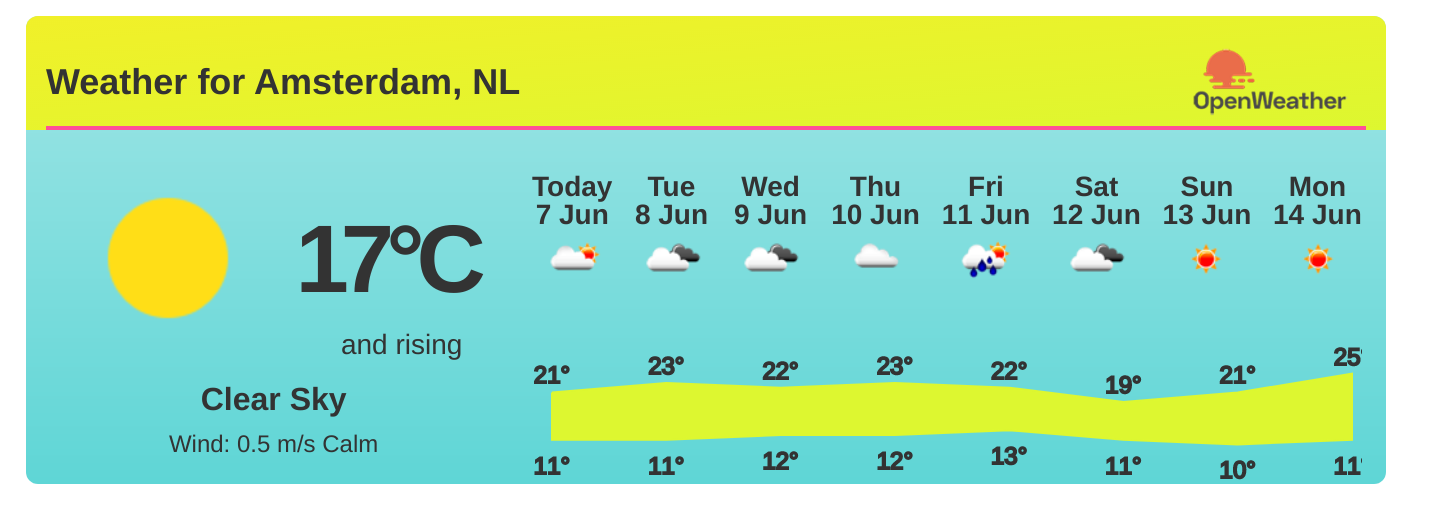 Weather for Amsterdam, NL
OpenWeather
Today Tue Wed Thu Fri Sat Sun Mon
7 Jun 8 Jun 9 Jun 10 Jun 11 Jun 12 Jun 13 Jun 14 Jun
17°C
and rising
Clear Sky
Wind: 0.5 m/s Calm
21° 23° 22° 23° 22° 19° 21° 25°
11° 11° 12° 12° 13° 11° 10° 11°